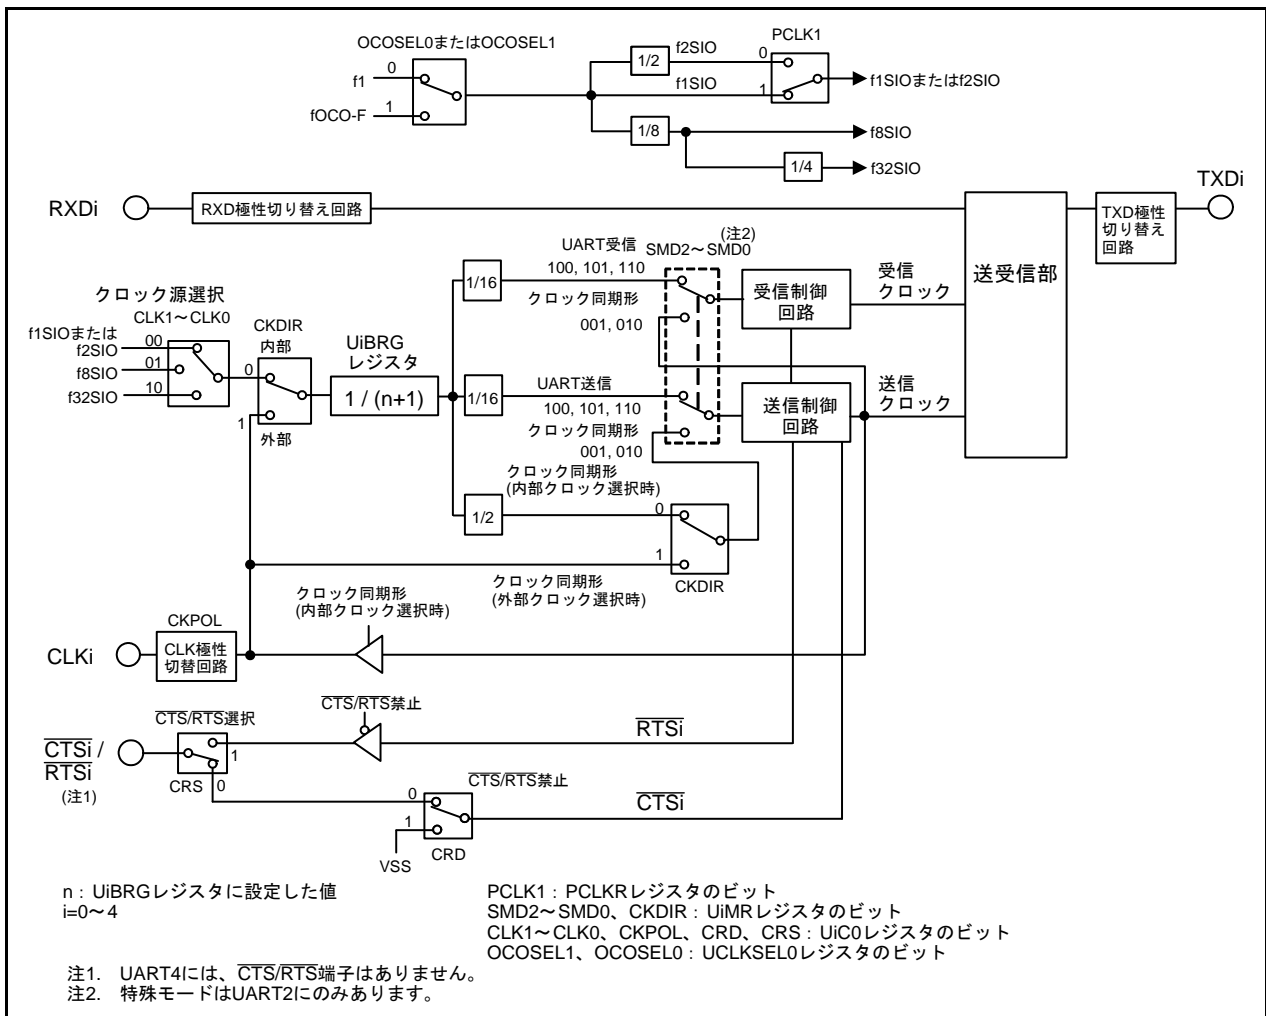 OCOSEL0またはOCOSEL1
PCLK1
f1
0
fOCO-F
1
1/2
f2SIO
f1SIO
0
1
f1SIOまたはf2SIO
1/8
f8SIO
1/4
f32SIO
RXDi
RXD極性切り替え回路
TXDi
TXD極性
切り替え
回路
送受信部
クロック源選択
CLK1～CLK0
f1SIOまたは
f2SIO
00
f8SIO
01
f32SIO
10
CKDIR
内部
0
1
外部
UiBRG
レジスタ
1 / (n+1)
1/16
1/16
1/2
UART受信
100, 101, 110
クロック同期形
001, 010
(注2)
SMD2～SMD0
UART送信
100, 101, 110
クロック同期形
001, 010
受信制御
回路
受信
クロック
送信制御
回路
送信
クロック
クロック同期形
(内部クロック選択時)
0
1
CKDIR
クロック同期形
(外部クロック選択時)
クロック同期形
(内部クロック選択時)
CKPOL
CLKi
CLK極性
切替回路
CTS/RTS選択
CTS/RTS禁止
RTSi
CTSi /
RTSi
(注1)
1
CRS
0
CTS/RTS禁止
0
1
CTSi
VSS
CRD
n : UiBRGレジスタに設定した値
i=0～4
PCLK1 : PCLKRレジスタのビット
SMD2～SMD0、CKDIR : UiMRレジスタのビット
CLK1～CLK0、CKPOL、CRD、CRS : UiC0レジスタのビット
OCOSEL1、OCOSEL0 : UCLKSEL0レジスタのビット
注1. UART4には、CTS/RTS端子はありません。
注2. 特殊モードはUART2にのみあります。